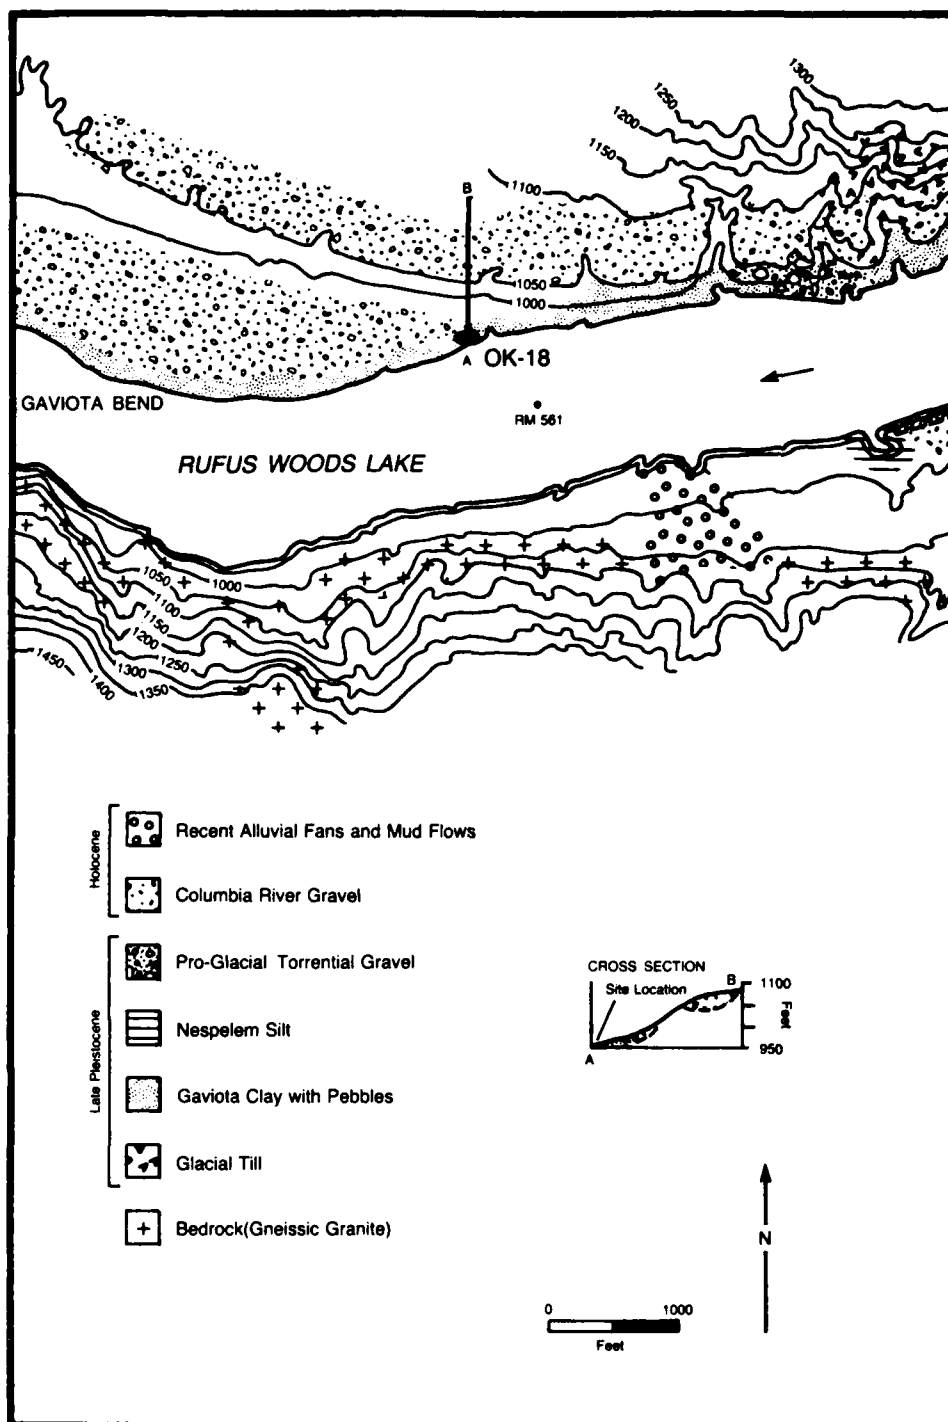 1300
1250
1200
1150
1100
B
1050
1000
A OK-18
GAVIOTA BEND
RM 561
RUFUS WOODS LAKE
1050
1000
1100
1150
1200
1250
1300
1350
1400
1450
Holocene
Recent Alluvial Fans and Mud Flows
Columbia River Gravel
Late Pleistocene
Pro-Glacial Torrential Gravel
Nespelem Silt
Gaviota Clay with Pebbles
Glacial Till
Bedrock(Gneissic Granite)
CROSS SECTION
Site Location
B
1100
Feet
950
A
N
0 1000
Feet